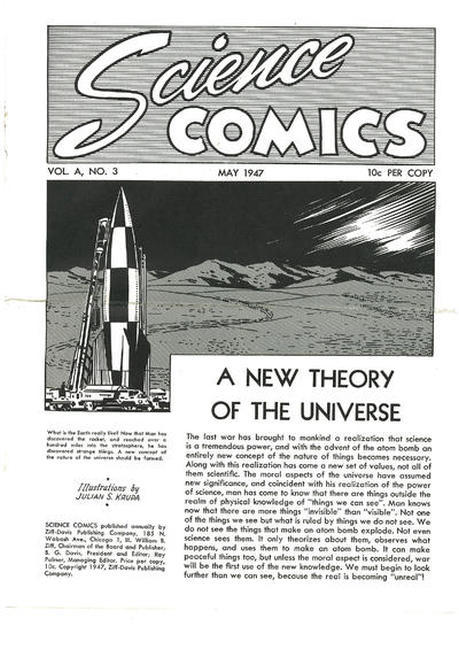 Science
COMICS
VOL. A, NO. 3
MAY 1947
10c PER COPY
A NEW THEORY
OF THE UNIVERSE
What is the Earth really like? Now that Man has
discovered the rocket, and reached over a
hundred miles into the stratosphere, he has
discovered strange things. A new concept of
the nature of the universe should be formed.
Illustrations by
JULIAN S. KRUPA
SCIENCE COMICS published annually by
Ziff-Davis Publishing Company, 185 N.
Wabash Ave., Chicago 1, Ill. William B.
Ziff, Chairman of the Board and Publisher;
B. G. Davis, President and Editor; Ray
Palmer, Managing Editor. Price per copy,
10c. Copyright 1947, Ziff-Davis Publishing
Company.
The last war has brought to mankind a realization that science
is a tremendous power, and with the advent of the atom bomb an
entirely new concept of the nature of things becomes necessary.
Along with this realization has come a new set of values, not all of
them scientific. The moral aspects of the universe have assumed
new significance, and coincident with his realization of the power
of science, man has come to know that there are things outside the
realm of physical knowledge of "things we can see". Man knows
now that there are more things "invisible" than "visible". Not one
of the things we see but what is ruled by things we do not see. We
do not see the things that make an atom bomb explode. Not even
science sees them. It only theorizes about them, observes what
happens, and uses them to make an atom bomb. It can make
peaceful things too, but unless the moral aspect is considered, war
will be the first use of the new knowledge. We must begin to look
further than we can see, because the real is becoming "unreal"!